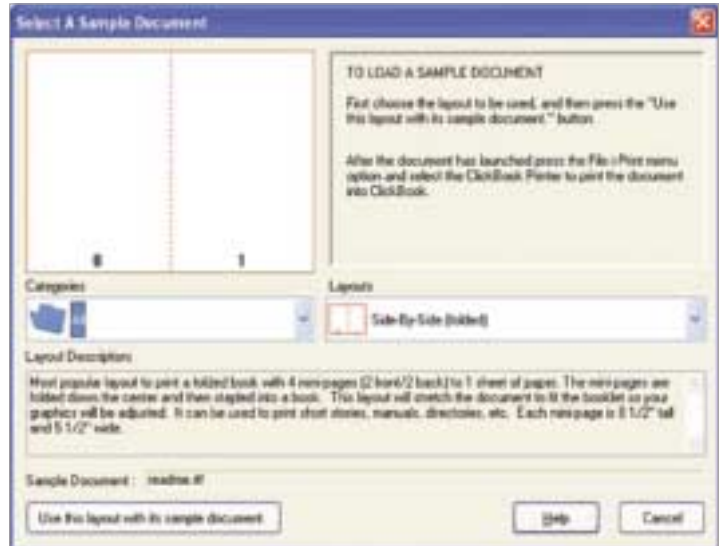 Select A Sample Document
TO LOAD A SAMPLE DOCUMENT
First choose the layout to be used, and then press the "Use
this layout with its sample document." button
After the document has launched press the File > Print menu
option and select the ClickBook Printer to print the document
into ClickBook.
1
Categories
Layouts
All
Side-By-Side (folded)
Layout Description
Most popular layout to print a folded book with 4 mini pages (2 front/2 back) to 1 sheet of paper. The mini pages are
folded down the center and then stapled into a book. This layout will stretch the document to fit the booklet so your
graphics will be adjusted. It can be used to print short stories, manuals, directories, etc. Each mini page is 8 1/2" tall
and 5 1/2" wide.
Sample Document : readme.rtf
Use this layout with its sample document
Help
Cancel